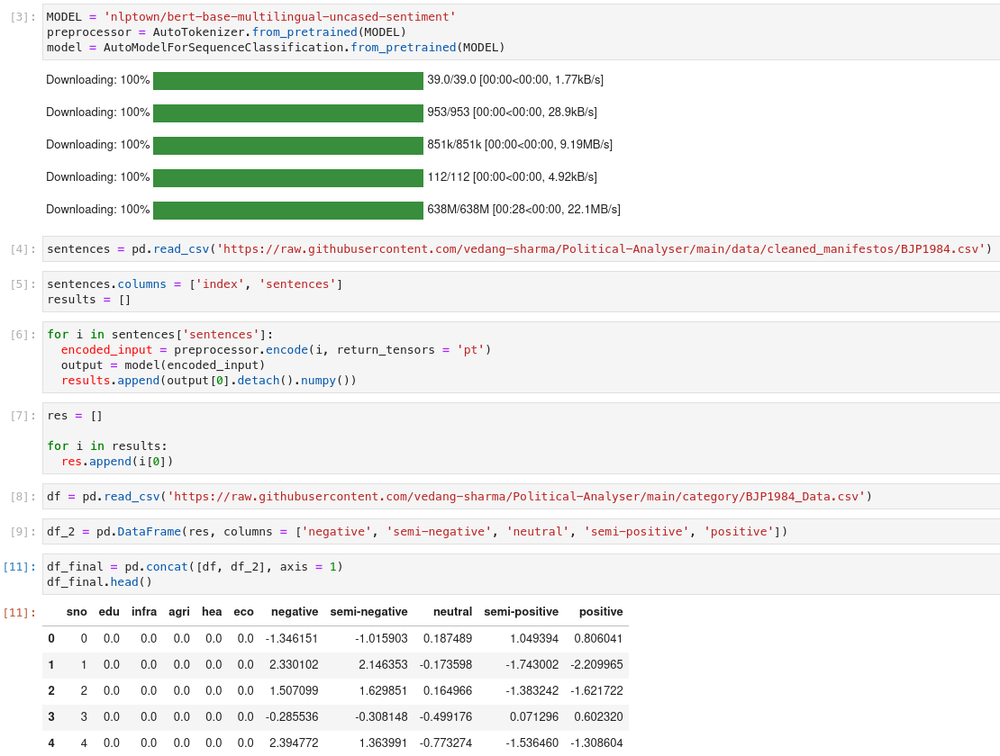 [3]: MODEL = 'nlptown/bert-base-multilingual-uncased-sentiment'
preprocessor = AutoTokenizer.from_pretrained(MODEL)
model = AutoModelForSequenceClassification.from_pretrained(MODEL)
Downloading: 100% 39.0/39.0 [00:00<00:00, 1.77kB/s]
Downloading: 100% 953/953 [00:00<00:00, 28.9kB/s]
Downloading: 100% 851k/851k [00:00<00:00, 9.19MB/s]
Downloading: 100% 112/112 [00:00<00:00, 4.92kB/s]
Downloading: 100% 638M/638M [00:28<00:00, 22.1MB/s]
[4]: sentences = pd.read_csv('https://raw.githubusercontent.com/vedang-sharma/Political-Analyser/main/data/cleaned_manifestos/BJP1984.csv')
[5]: sentences.columns = ['index', 'sentences']
results = []
[6]: for i in sentences['sentences']:
  encoded_input = preprocessor.encode(i, return_tensors = 'pt')
  output = model(encoded_input)
  results.append(output[0].detach().numpy())
[7]: res = []
for i in results:
  res.append(i[0])
[8]: df = pd.read_csv('https://raw.githubusercontent.com/vedang-sharma/Political-Analyser/main/category/BJP1984_Data.csv')
[9]: df_2 = pd.DataFrame(res, columns = ['negative', 'semi-negative', 'neutral', 'semi-positive', 'positive'])
[11]: df_final = pd.concat([df, df_2], axis = 1)
df_final.head()
[11]: sno edu infra agri hea eco negative semi-negative neutral semi-positive positive
0 0 0.0 0.0 0.0 0.0 0.0 -1.346151 -1.015903 0.187489 1.049394 0.806041
1 1 0.0 0.0 0.0 0.0 0.0 2.330102 2.146353 -0.173598 -1.743002 -2.209965
2 2 0.0 0.0 0.0 0.0 0.0 1.507099 1.629851 0.164966 -1.383242 -1.621722
3 3 0.0 0.0 0.0 0.0 0.0 -0.285536 -0.308148 -0.499176 0.071296 0.602320
4 4 0.0 0.0 0.0 0.0 0.0 2.394772 1.363991 -0.773274 -1.536460 -1.308604